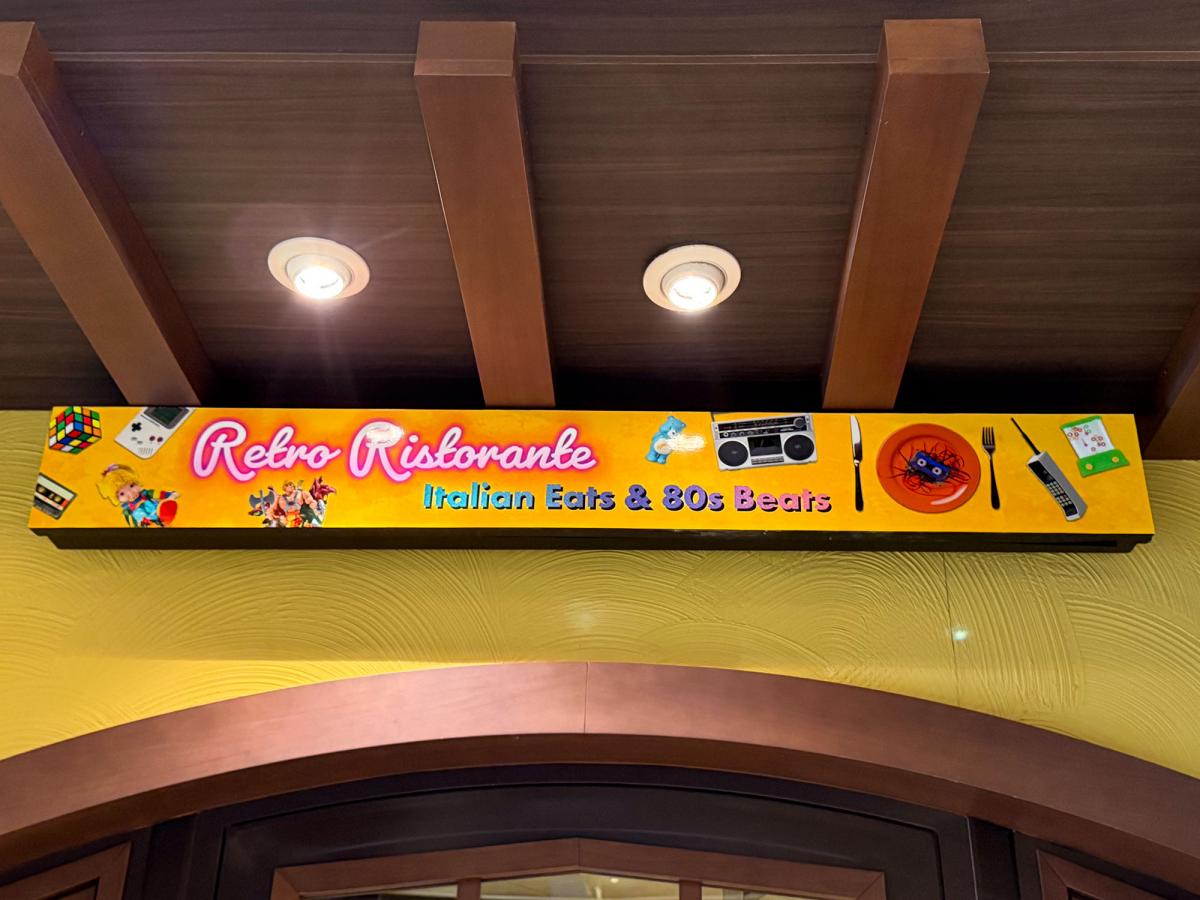 Retro Ristorante
Italian Eats & 80s Beats